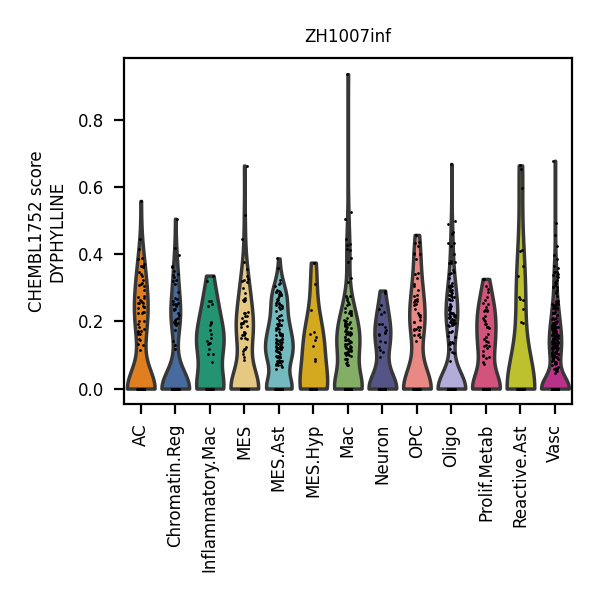 ZH1007inf
CHEMBL1752 score
DYPHYLLINE
0.8
0.6
0.4
0.2
0.0
AC
Chromatin.Reg
Inflammatory.Mac
MES
MES.Ast
MES.Hyp
Mac
Neuron
OPC
Oligo
Prolif.Metab
Reactive.Ast
Vasc